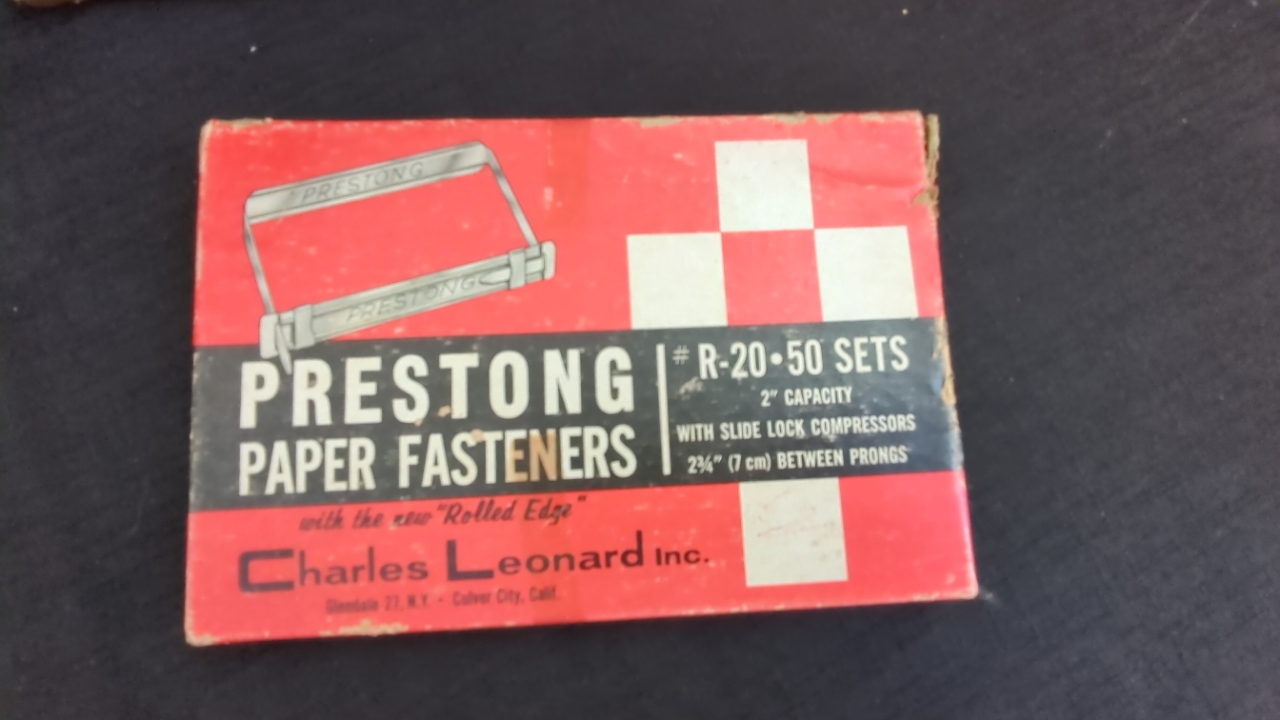 PRESTONG
PRESTONG
PRESTONG
PAPER FASTENERS
# R-20•50 SETS
2" CAPACITY
WITH SLIDE LOCK COMPRESSORS
2¾" (7 cm) BETWEEN PRONGS
with the new "Rolled Edge"
Charles Leonard Inc.
Glendale 27, N.Y. - Culver City, Calif.